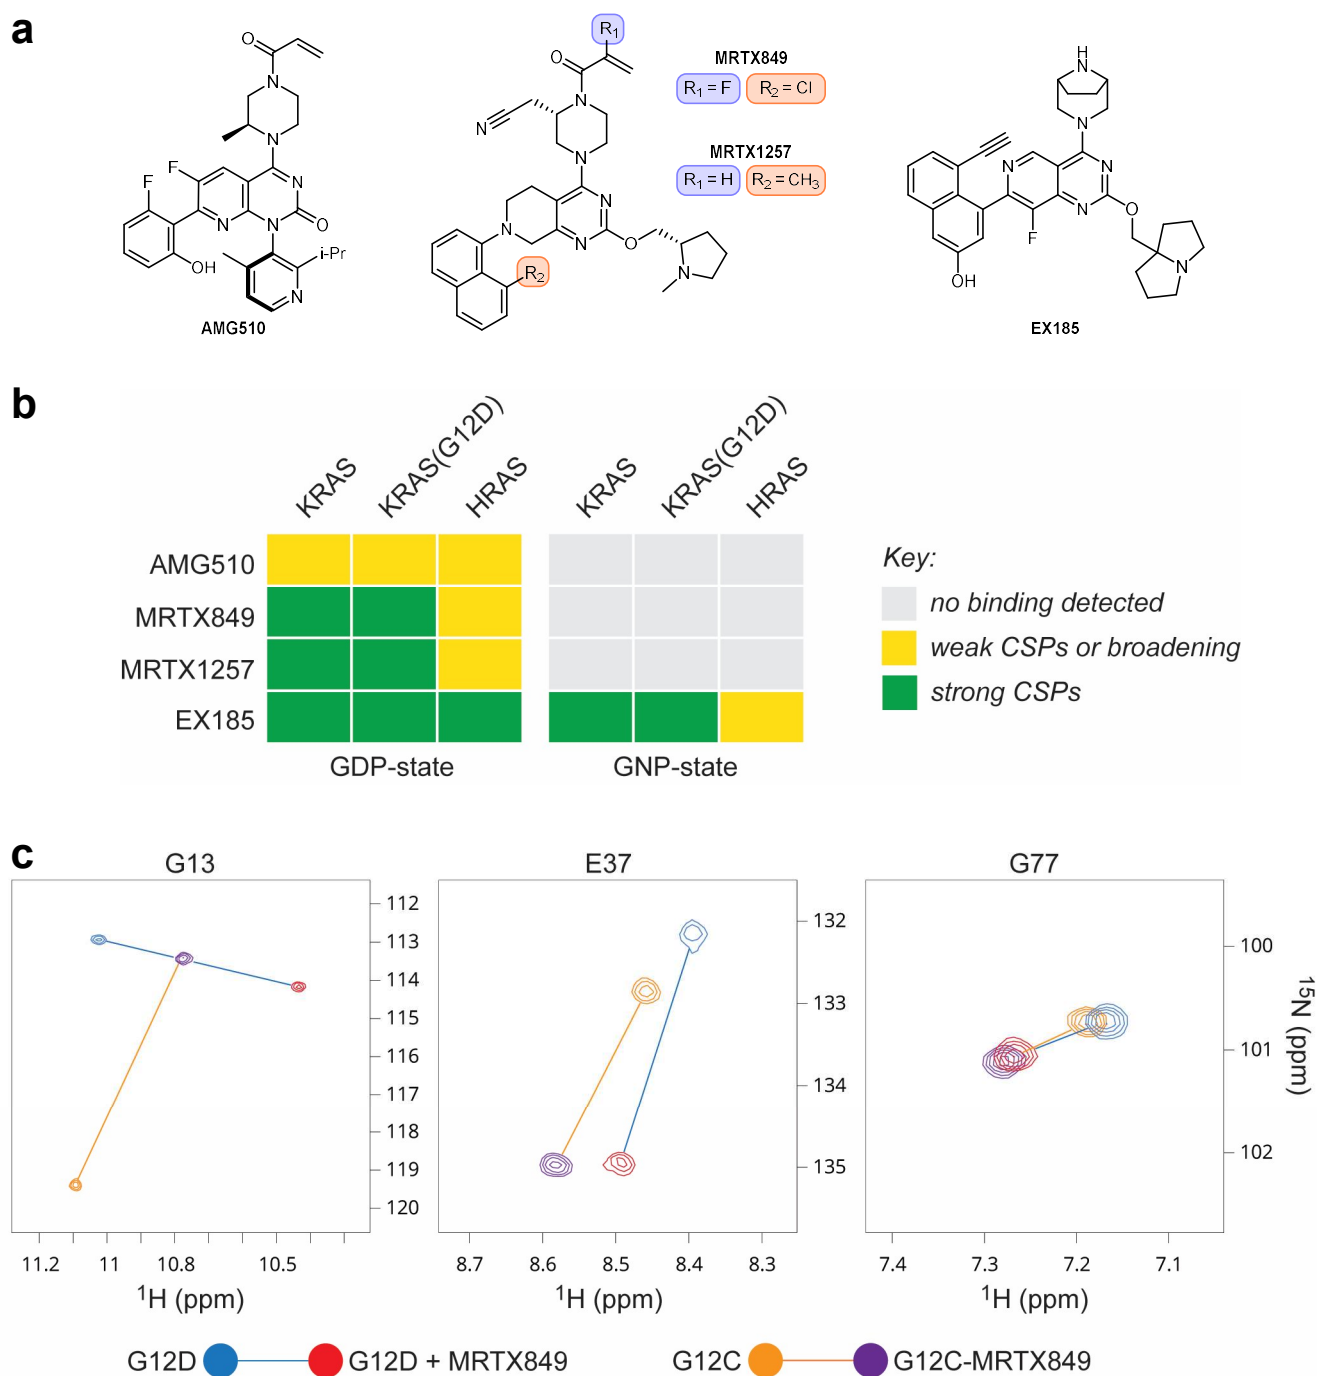 a
AMG510
O
N
N
F
F
N
N
N
O
OH
i-Pr
N
R1
O
N
N
N
N
N
N
O
N
R2
MRTX849
R1 = F
R2 = Cl
MRTX1257
R1 = H
R2 = CH3
H
N
N
N
N
N
F
O
N
OH
EX185
b
KRAS
KRAS(G12D)
HRAS
KRAS
KRAS(G12D)
HRAS
AMG510
MRTX849
MRTX1257
EX185
GDP-state
GNP-state
Key:
no binding detected
weak CSPs or broadening
strong CSPs
c
G13
E37
G77
112
113
114
115
116
117
118
119
120
11.2
11
10.8
10.5
1H (ppm)
132
133
134
135
8.7
8.6
8.5
8.4
8.3
1H (ppm)
100
101
102
15N (ppm)
7.4
7.3
7.2
7.1
1H (ppm)
G12D
G12D + MRTX849
G12C
G12C-MRTX849